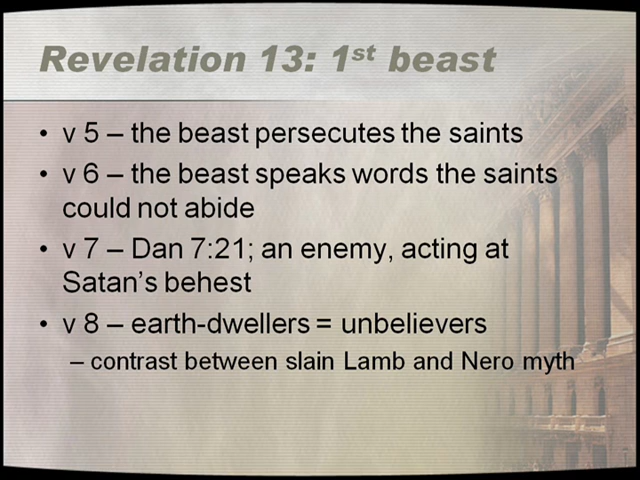 Revelation 13: 1st beast
• v 5 – the beast persecutes the saints
• v 6 – the beast speaks words the saints
could not abide
• v 7 – Dan 7:21; an enemy, acting at
Satan's behest
• v 8 – earth-dwellers = unbelievers
– contrast between slain Lamb and Nero myth